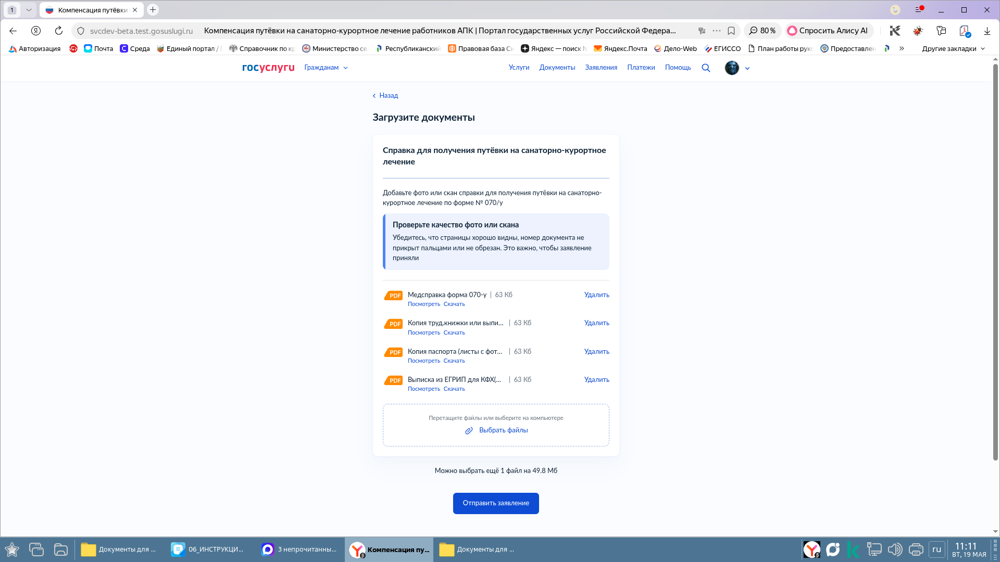 1
Компенсация путёвки
svcdev-beta.test.gosuslugi.ru
Компенсация путёвки на санаторно-курортное лечение работников АПК | Портал государственных услуг Российской Федера...
80 %
Спросить Алису AI
Авторизация
Почта
Среда
Единый портал /
Справочник по
Министерство
Республиканский
Правовая база
Яндекс — поиск
Яндекс.Почта
Дело-Web
ЕГИССО
План работы
Предоставлен
»
Другие закладки
госуслуги
Гражданам
Услуги
Документы
Заявления
Платежи
Помощь
Назад
Загрузите документы
Справка для получения путёвки на санаторно-курортное
лечение
Добавьте фото или скан справки для получения путёвки на санаторно-
курортное лечение по форме № 070/у
Проверьте качество фото или скана
Убедитесь, что страницы хорошо видны, номер документа не
прикрыт пальцами или не обрезан. Это важно, чтобы заявление
приняли
PDF Медсправка форма 070-у | 63 Кб Удалить
Посмотреть Скачать
PDF Копия труд.книжки или выпи... | 63 Кб Удалить
Посмотреть Скачать
PDF Копия паспорта (листы с фот... | 63 Кб Удалить
Посмотреть Скачать
PDF Выписка из ЕГРИП для КФХ(... | 63 Кб Удалить
Посмотреть Скачать
Перетащите файлы или выберите на компьютере
Выбрать файлы
Можно выбрать ещё 1 файл на 49.8 Мб
Отправить заявление
Документы для ...
06_ИНСТРУКЦИ...
3 непрочитанны...
Компенсация пу...
Документы для ...
ru
11:11
ВТ, 19 МАЯ